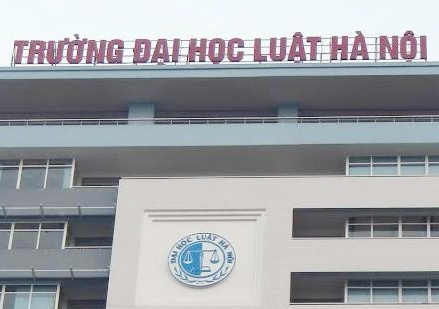 TRƯỜNG ĐẠI HỌC LUẬT HÀ NỘI
ĐẠI HỌC LUẬT HÀ NỘI